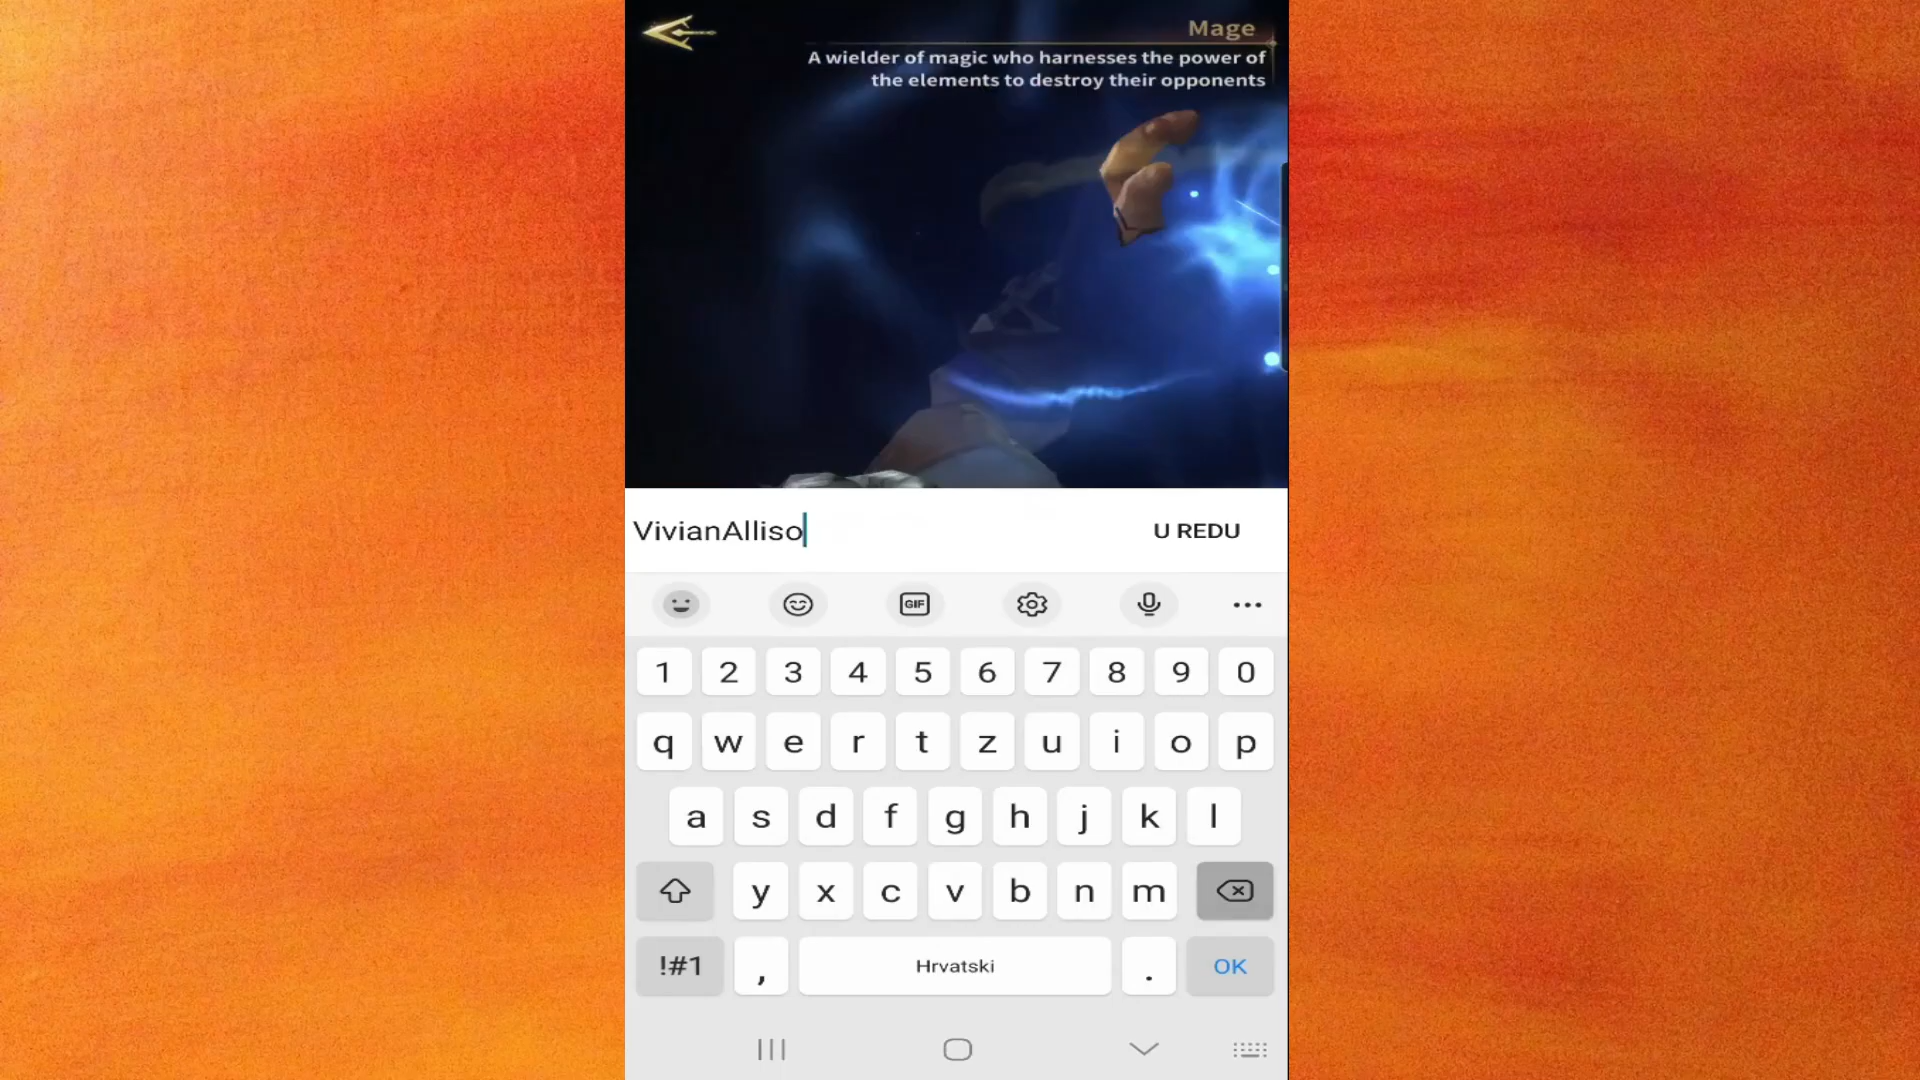 Mage
A wielder of magic who harnesses the power of
the elements to destroy their opponents
VivianAlliso
U REDU
GIF
1 2 3 4 5 6 7 8 9 0
q w e r t z u i o p
a s d f g h j k l
y x c v b n m
!#1 , Hrvatski . OK